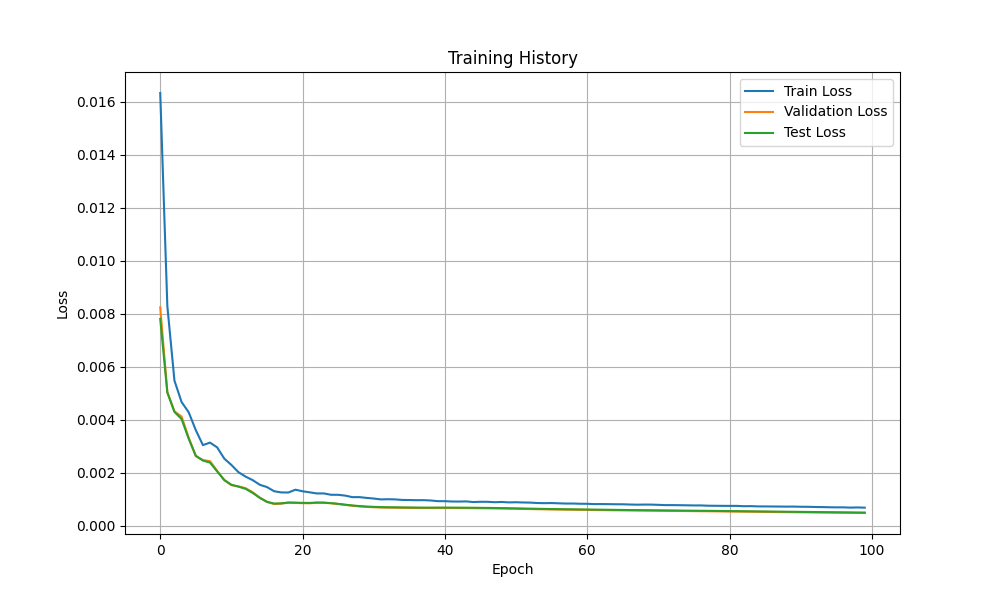 Training History
Train Loss
Validation Loss
Test Loss
Loss
0.016
0.014
0.012
0.010
0.008
0.006
0.004
0.002
0.000
0 20 40 60 80 100
Epoch